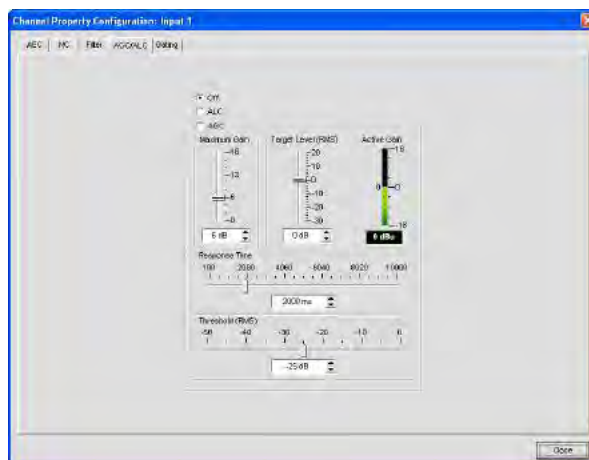 Channel Property Configuration: Input 1
AEC NC Filter AGC/ALC Gating
Off
ALC
AGC
Maximum Gain Target Level (RMS) Active Gain
18
12
6
0
20
10
0
-10
-20
-30
18
0 0
-18
6 dB 0 dB 0 dBu
Response Time
100 2080 4060 6040 8020 10000
2000 ms
Threshold (RMS)
-50 -40 -30 -20 -10 0
-25 dB
Close